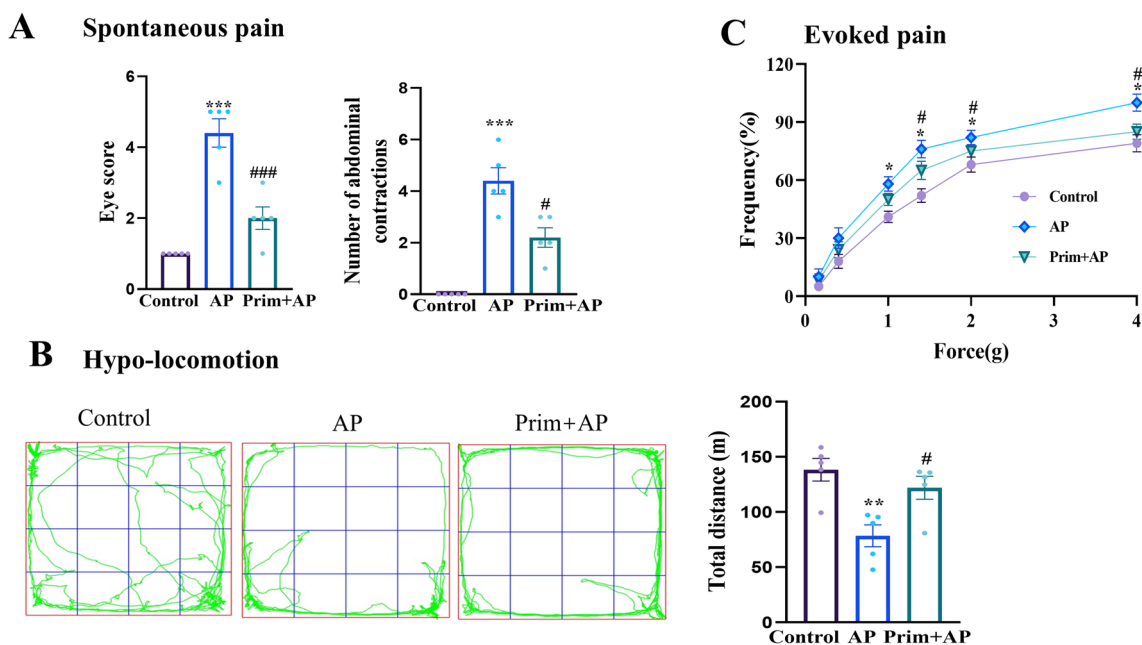 A
Spontaneous pain
Eye score
6
4
2
0
***
###
Control
AP
Prim+AP
Number of abdominal
contractions
8
6
4
2
0
***
#
Control
AP
Prim+AP
C
Evoked pain
Frequency(%)
120
90
60
30
0
*
#
*
#
*
#
*
Control
AP
Prim+AP
0
1
2
3
4
Force(g)
B
Hypo-locomotion
Control
AP
Prim+AP
Total distance (m)
200
150
100
50
0
**
#
Control
AP
Prim+AP